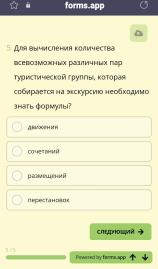 forms.app
5. Для вычисления количества
всевозможных различных пар
туристической группы, которая
собирается на экскурсию необходимо
знать формулы?
движения
сочетаний
размещений
перестановок
СЛЕДУЮЩИЙ →
5 / 5
Powered by forms.app